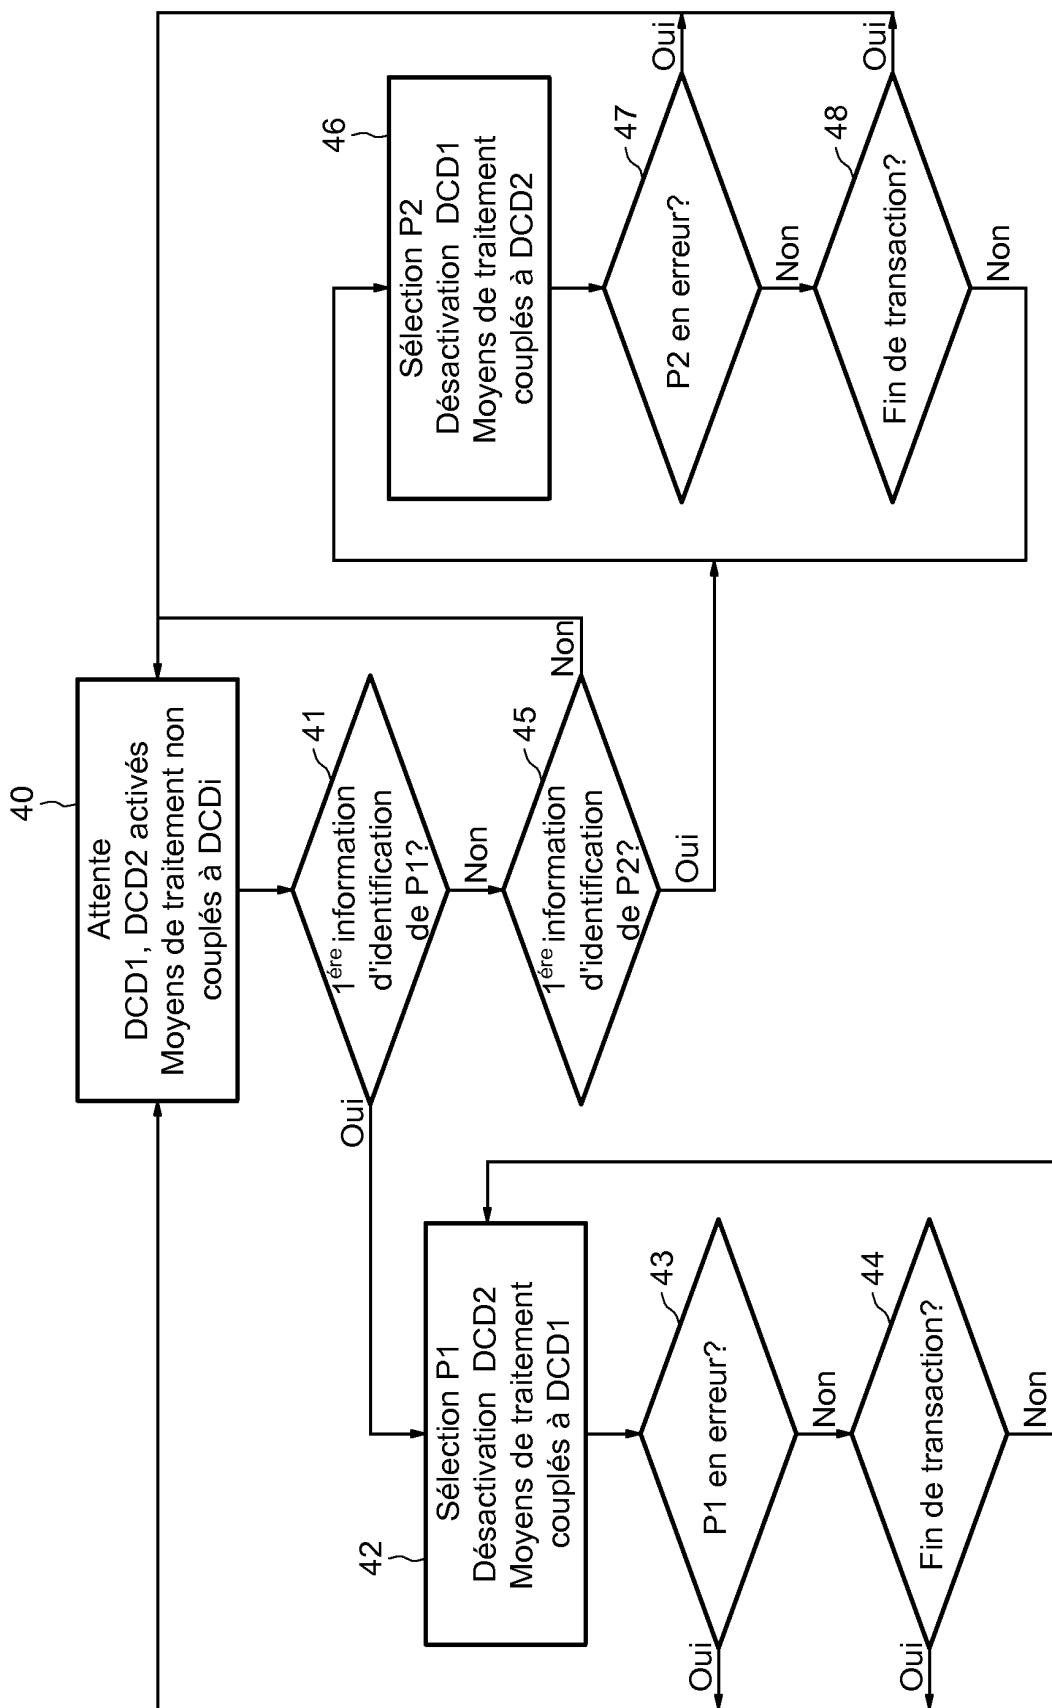 40
Attente
DCD1, DCD2 activés
Moyens de traitement non
couplés à DCDi
41
1ére information
d'identification
de P1?
Oui
Non
45
1ére information
d'identification
de P2?
Non
Oui
42
Sélection P1
Désactivation DCD2
Moyens de traitement
couplés à DCD1
43
P1 en erreur?
Oui
Non
44
Fin de transaction?
Oui
Non
46
Sélection P2
Désactivation DCD1
Moyens de traitement
couplés à DCD2
47
P2 en erreur?
Oui
Non
48
Fin de transaction?
Oui
Non